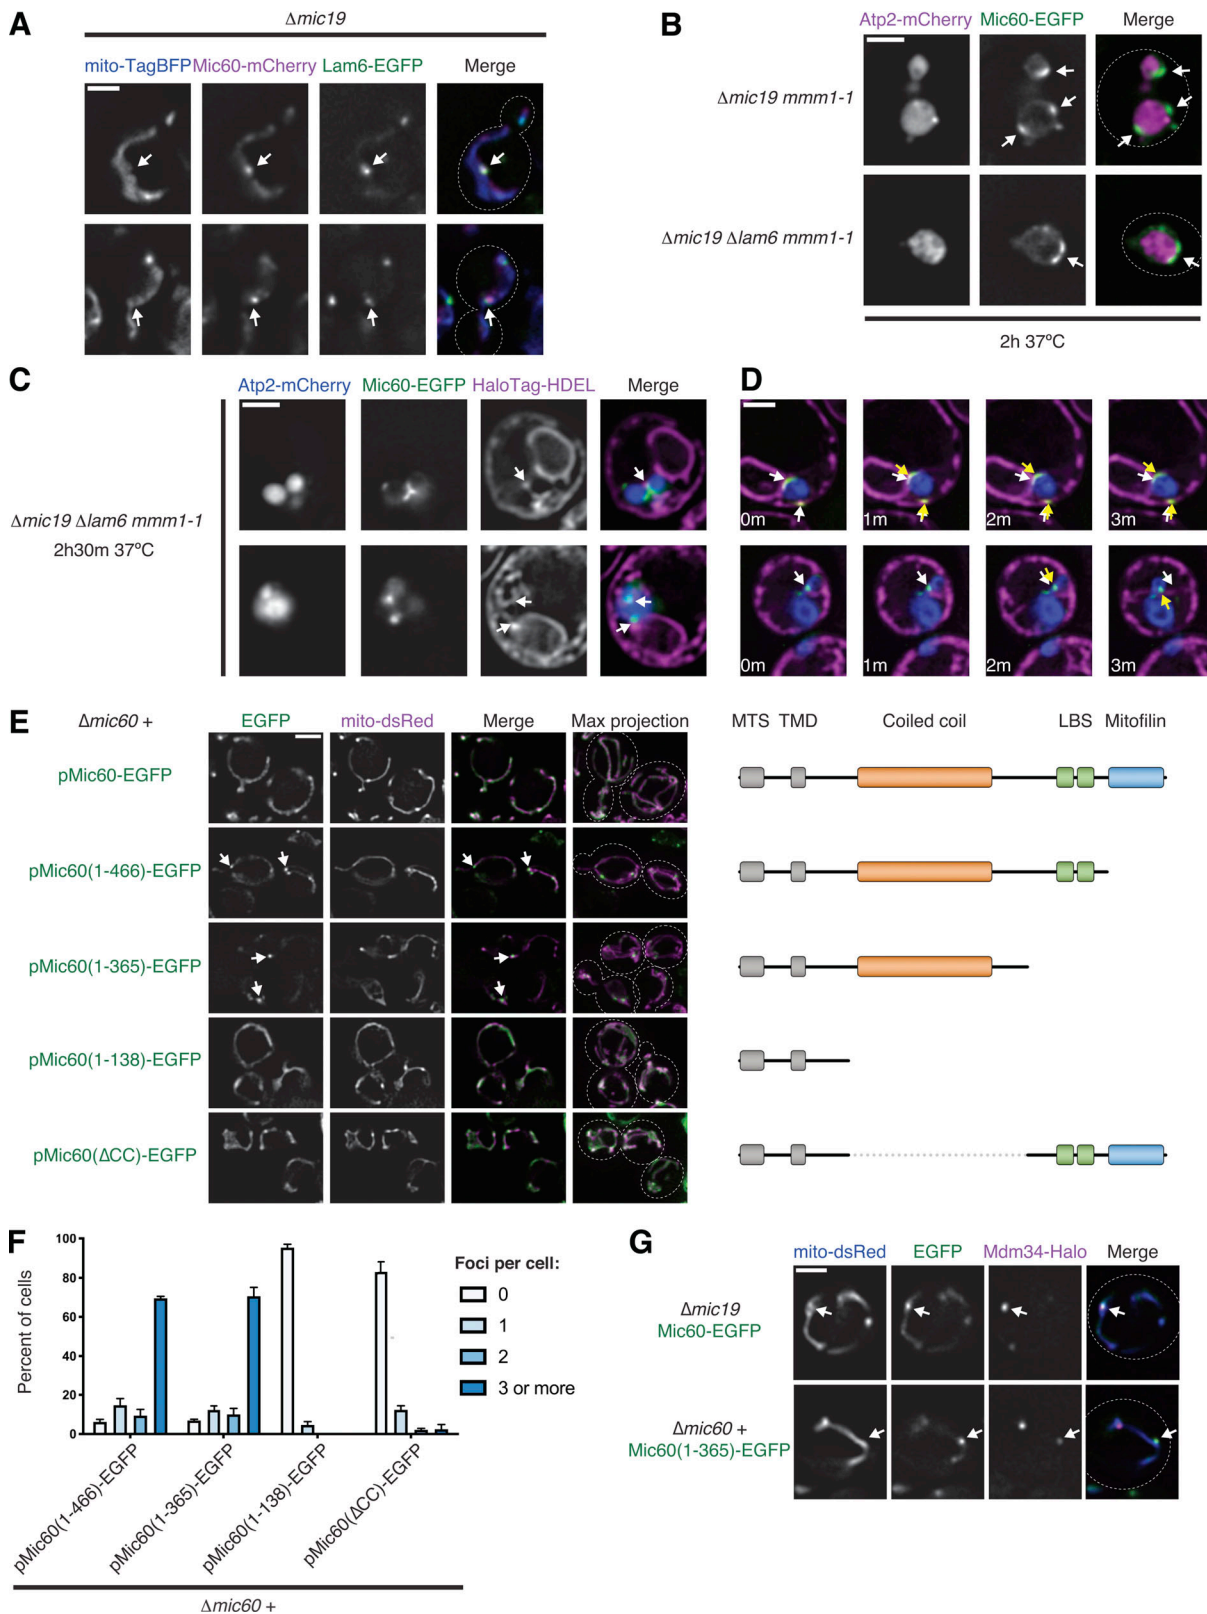 A
Δmic19
mito-TagBFP Mic60-mCherry Lam6-EGFP Merge
B
Atp2-mCherry Mic60-EGFP Merge
Δmic19 mmm1-1
Δmic19 Δlam6 mmm1-1
2h 37ºC
C
Atp2-mCherry Mic60-EGFP HaloTag-HDEL Merge
Δmic19 Δlam6 mmm1-1
2h30m 37ºC
D
0m 1m 2m 3m
0m 1m 2m 3m
E
Δmic60 + EGFP mito-dsRed Merge Max projection
MTS TMD Coiled coil LBS Mitofilin
pMic60-EGFP
pMic60(1-466)-EGFP
pMic60(1-365)-EGFP
pMic60(1-138)-EGFP
pMic60(ΔCC)-EGFP
F
Percent of cells
100
80
60
40
20
0
Foci per cell:
0
1
2
3 or more
pMic60(1-466)-EGFP
pMic60(1-365)-EGFP
pMic60(1-138)-EGFP
pMic60(ΔCC)-EGFP
Δmic60 +
G
mito-dsRed EGFP Mdm34-Halo Merge
Δmic19
Mic60-EGFP
Δmic60 +
Mic60(1-365)-EGFP